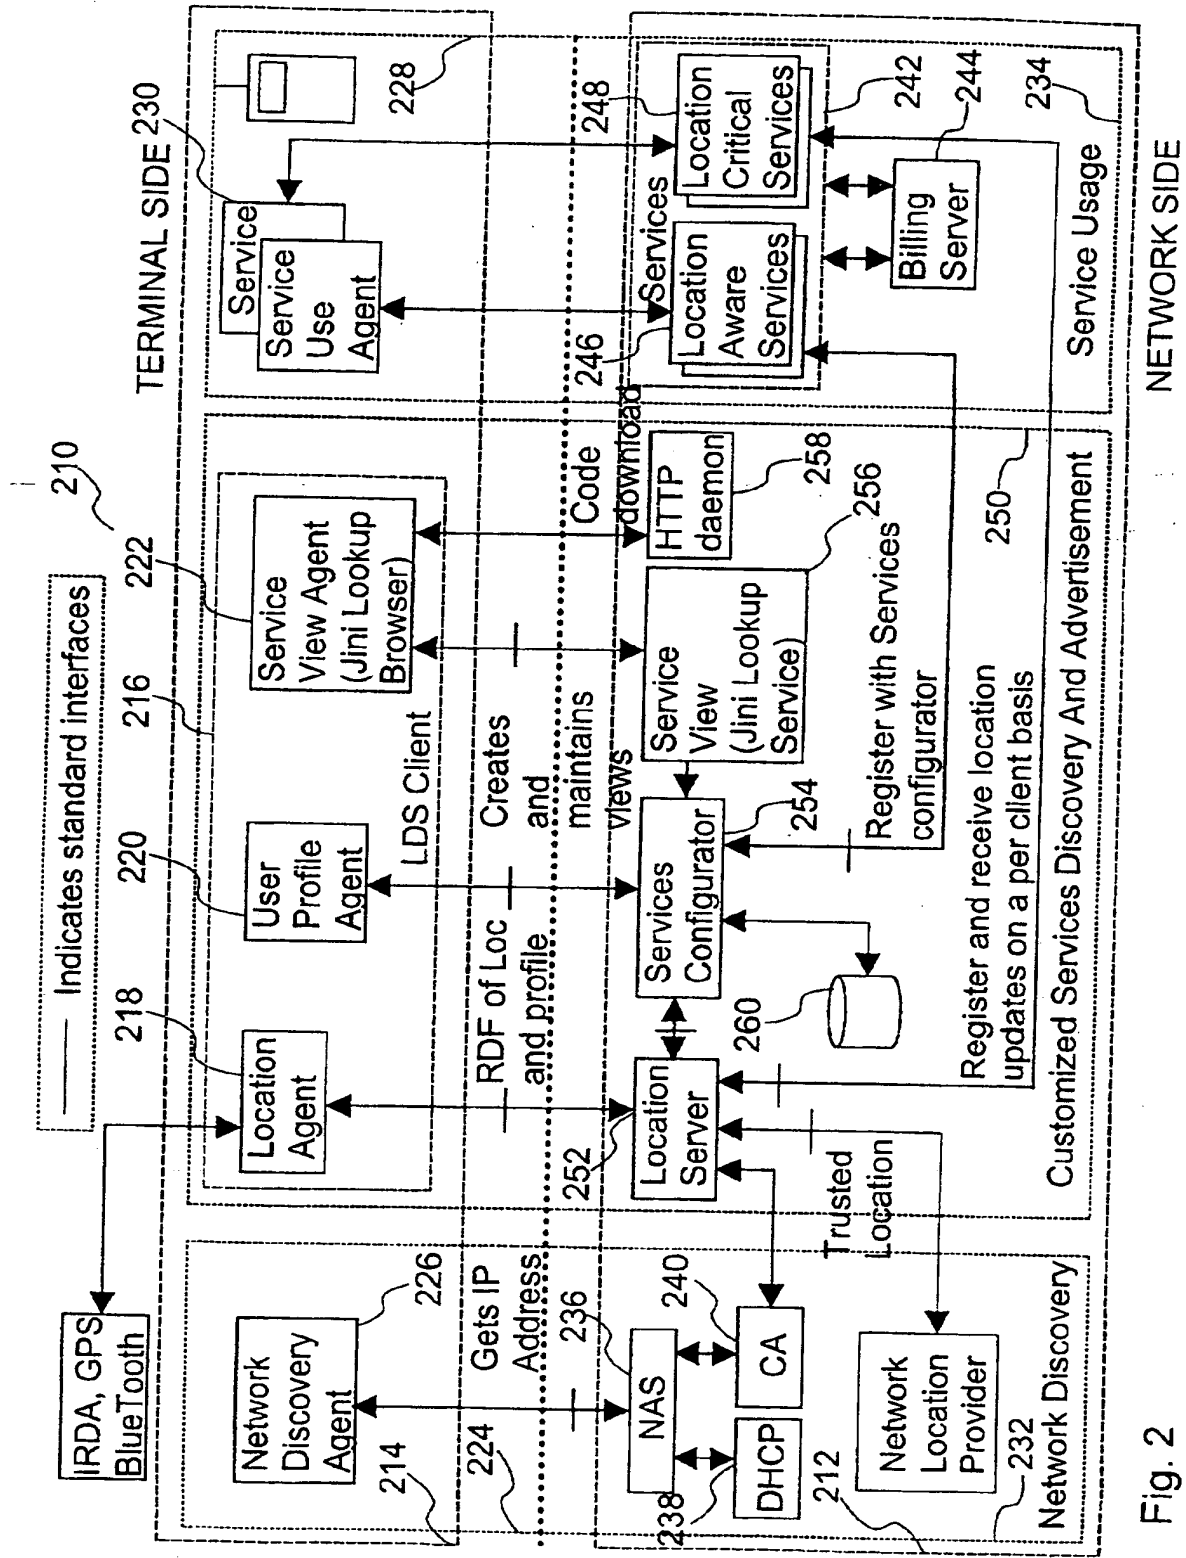 210
Indicates standard interfaces
TERMINAL SIDE
IRDA, GPS
BlueTooth
Network
Discovery
Agent
226
214
224
218
Location
Agent
220
User
Profile
Agent
216
222
Service
View Agent
(Jini Lookup
Browser)
LDS Client
230
Service
Service
Use
Agent
228
Gets IP
Address
RDF of Loc
and profile
Creates
and
maintains
views
Code
download
236
NAS
238
DHCP
240
CA
212
Network
Location
Provider
232
Network Discovery
252
Location
Server
Trusted
Location
Services
Configurator
254
260
Service
View
(Jini Lookup
Service)
256
HTTP
daemon
258
Register with Services
configurator
Register and receive location
updates on a per client basis
250
Customized Services Discovery And Advertisement
Services
246
Location
Aware
Services
248
Location
Critical
Services
242
Billing
Server
244
234
Service Usage
NETWORK SIDE
Fig. 2